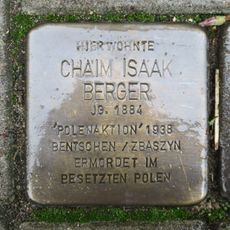 HIER WOHNTE
CHAIM ISAAK
BERGER
JG. 1884
'POLENAKTION' 1938
BENTSCHEN / ZBASZYN
ERMORDET IM
BESETZTEN POLEN